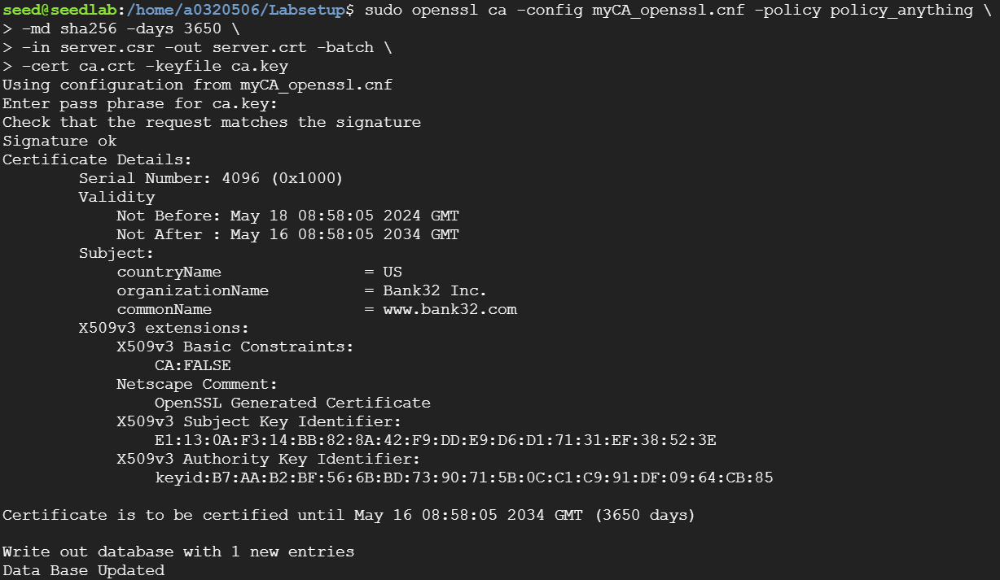 seed@seedlab:/home/a0320506/Labsetup$ sudo openssl ca -config myCA_openssl.cnf -policy policy_anything \
> -md sha256 -days 3650 \
> -in server.csr -out server.crt -batch \
> -cert ca.crt -keyfile ca.key
Using configuration from myCA_openssl.cnf
Enter pass phrase for ca.key:
Check that the request matches the signature
Signature ok
Certificate Details:
        Serial Number: 4096 (0x1000)
        Validity
            Not Before: May 18 08:58:05 2024 GMT
            Not After : May 16 08:58:05 2034 GMT
        Subject:
            countryName               = US
            organizationName          = Bank32 Inc.
            commonName                = www.bank32.com
        X509v3 extensions:
            X509v3 Basic Constraints:
                CA:FALSE
            Netscape Comment:
                OpenSSL Generated Certificate
            X509v3 Subject Key Identifier:
                E1:13:0A:F3:14:BB:82:8A:42:F9:DD:E9:D6:D1:71:31:EF:38:52:3E
            X509v3 Authority Key Identifier:
                keyid:B7:AA:B2:BF:56:6B:BD:73:90:71:5B:0C:C1:C9:91:DF:09:64:CB:85

Certificate is to be certified until May 16 08:58:05 2034 GMT (3650 days)

Write out database with 1 new entries
Data Base Updated